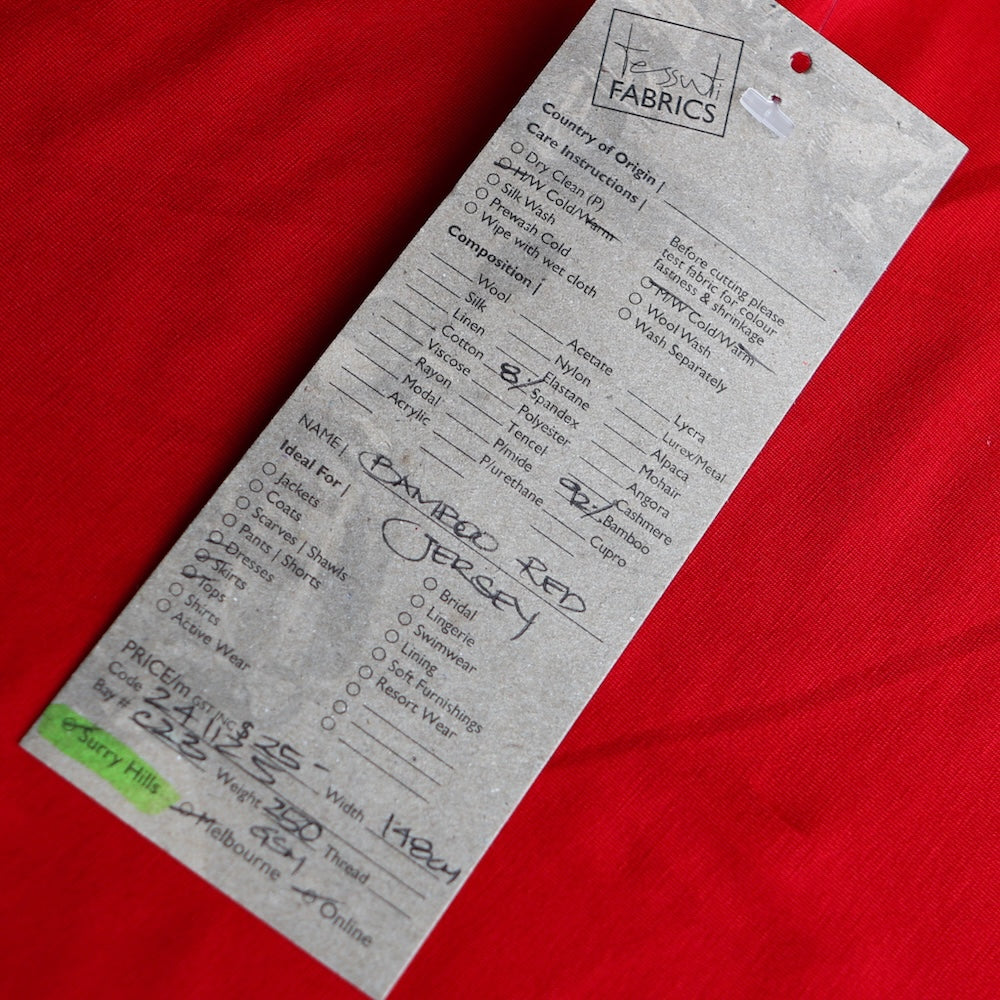 tessuti
FABRICS
Country of Origin |
Care Instructions |
Dry Clean (P)
H/W Cold/Warm
Silk Wash
Prewash Cold
Wipe with wet cloth
Before cutting please
test fabric for colour
fastness & shrinkage
M/W Cold/Warm
Wool Wash
Wash Separately
Composition |
Wool
Silk
Linen
Cotton
Viscose
Rayon
Modal
Acrylic
Acetate
Nylon
Elastane
8% Spandex
Polyester
Tencel
P/mide
P/urethane
Lycra
Lurex/Metal
Alpaca
Mohair
Angora
Cashmere
92% Bamboo
Cupro
NAME | BAMBOO RED
JERSEY
Ideal For |
Jackets
Coats
Scarves | Shawls
Pants | Shorts
Dresses
Skirts
Tops
Shirts
Active Wear
Bridal
Lingerie
Swimwear
Lining
Soft Furnishings
Resort Wear
PRICE/m GST INC $ 25-
Code Width 148cm
Bay # Weight 250 GSM Thread
Surry Hills Melbourne Online